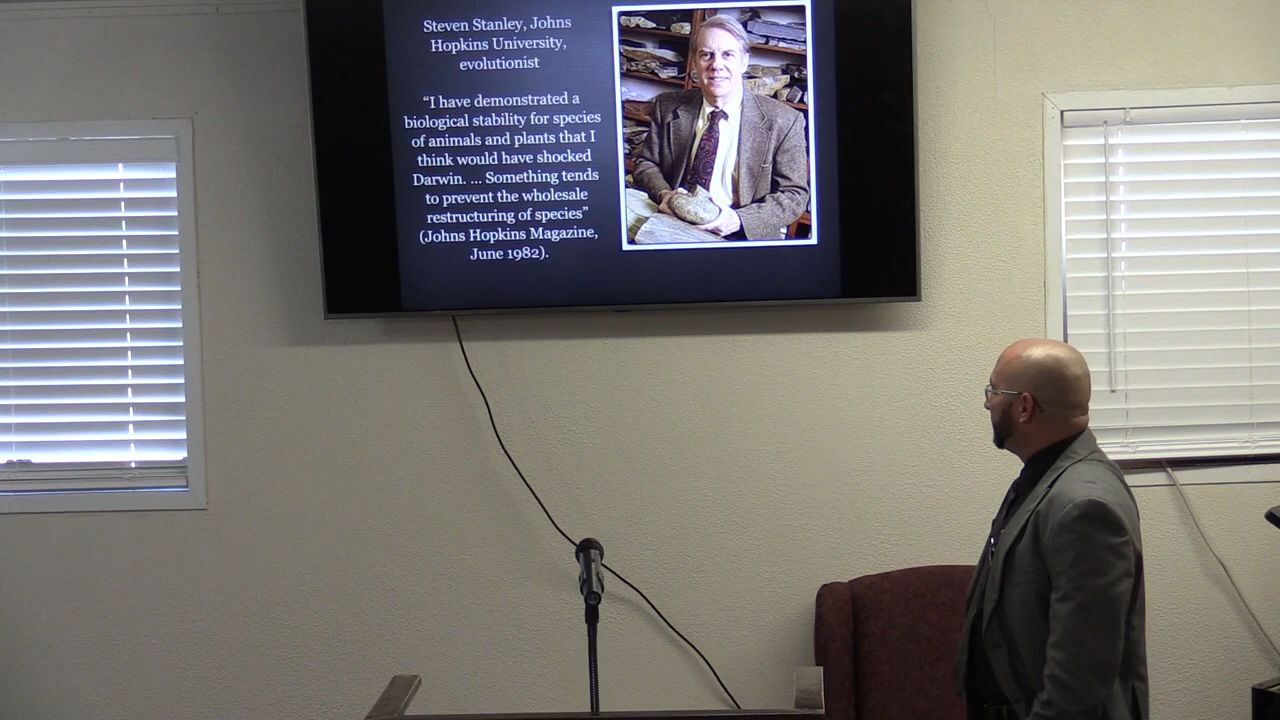 Steven Stanley, Johns
Hopkins University,
evolutionist
“I have demonstrated a
biological stability for species
of animals and plants that I
think would have shocked
Darwin. ... Something tends
to prevent the wholesale
restructuring of species”
(Johns Hopkins Magazine,
June 1982).